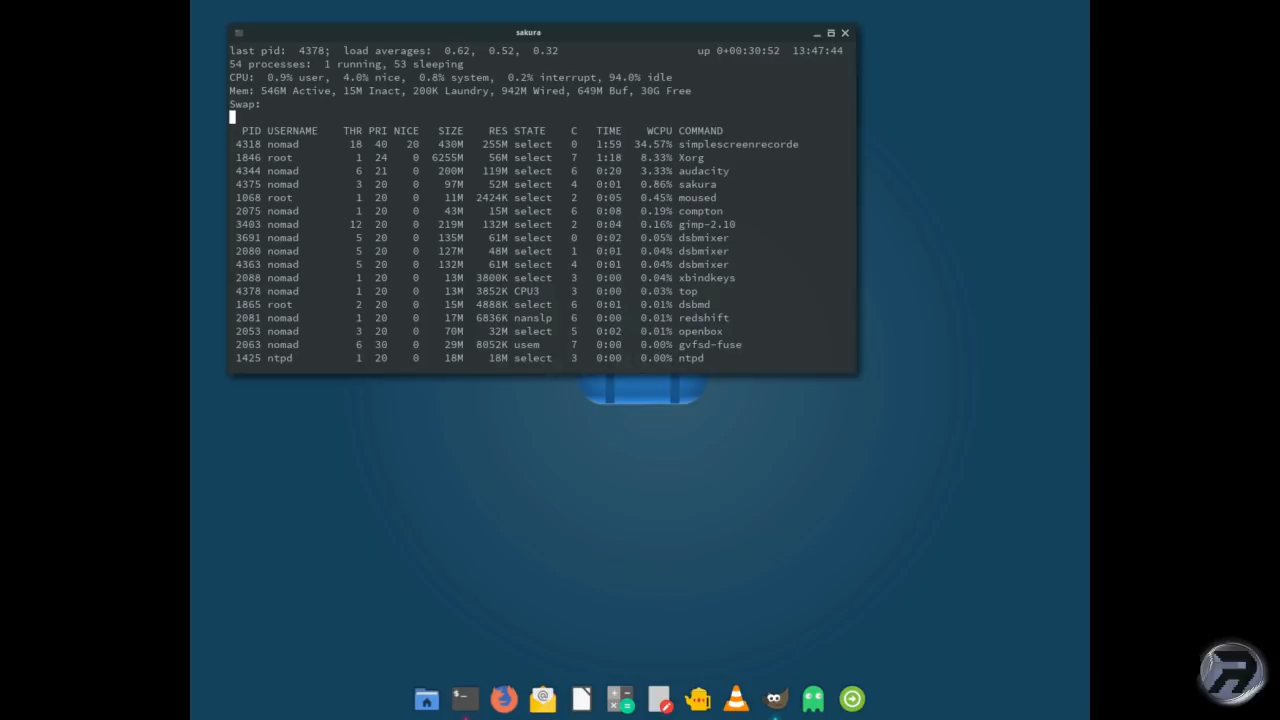 sakura
last pid: 4378; load averages: 0.62, 0.52, 0.32 up 0+00:30:52 13:47:44
54 processes: 1 running, 53 sleeping
CPU: 0.9% user, 4.0% nice, 0.8% system, 0.2% interrupt, 94.0% idle
Mem: 546M Active, 15M Inact, 200K Laundry, 942M Wired, 649M Buf, 30G Free
Swap:
PID USERNAME THR PRI NICE SIZE RES STATE C TIME WCPU COMMAND
4318 nomad 18 40 20 430M 255M select 0 1:59 34.57% simplescreenrecorde
1846 root 1 24 0 6255M 56M select 7 1:18 8.33% Xorg
4344 nomad 6 21 0 200M 119M select 6 0:20 3.33% audacity
4375 nomad 3 20 0 97M 52M select 4 0:01 0.86% sakura
1068 root 1 20 0 11M 2424K select 2 0:05 0.45% moused
2075 nomad 1 20 0 43M 15M select 6 0:08 0.19% compton
3403 nomad 12 20 0 219M 132M select 2 0:04 0.16% gimp-2.10
3691 nomad 5 20 0 135M 61M select 0 0:02 0.05% dsbmixer
2080 nomad 5 20 0 127M 48M select 1 0:01 0.04% dsbmixer
4363 nomad 5 20 0 132M 61M select 4 0:01 0.04% dsbmixer
2088 nomad 1 20 0 13M 3800K select 3 0:00 0.04% xbindkeys
4378 nomad 1 20 0 13M 3852K CPU3 3 0:00 0.03% top
1865 root 2 20 0 15M 4888K select 6 0:01 0.01% dsbmd
2081 nomad 1 20 0 17M 6836K nanslp 6 0:00 0.01% redshift
2053 nomad 3 20 0 70M 32M select 5 0:02 0.01% openbox
2063 nomad 6 30 0 29M 8052K usem 7 0:00 0.00% gvfsd-fuse
1425 ntpd 1 20 0 18M 18M select 3 0:00 0.00% ntpd